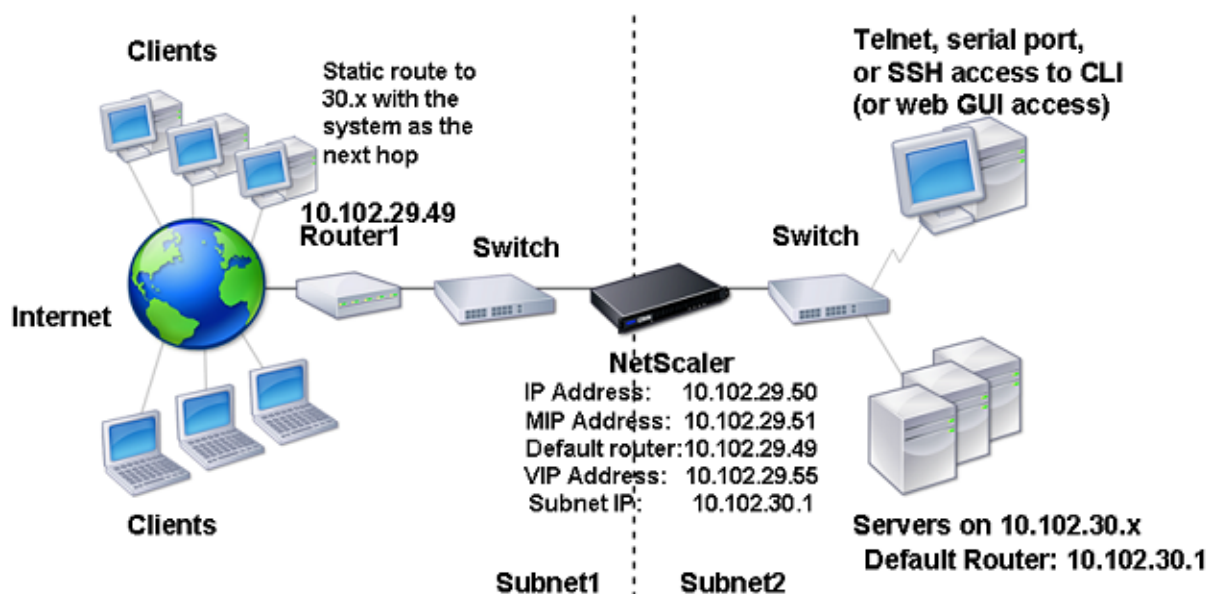 Clients
Static route to
30.x with the
system as the
next hop
Telnet, serial port,
or SSH access to CLI
(or web GUI access)
10.102.29.49
Router1
Switch
Switch
Internet
NetScaler
IP Address: 10.102.29.50
MIP Address: 10.102.29.51
Default router: 10.102.29.49
VIP Address: 10.102.29.55
Subnet IP: 10.102.30.1
Clients
Servers on 10.102.30.x
Default Router: 10.102.30.1
Subnet1
Subnet2